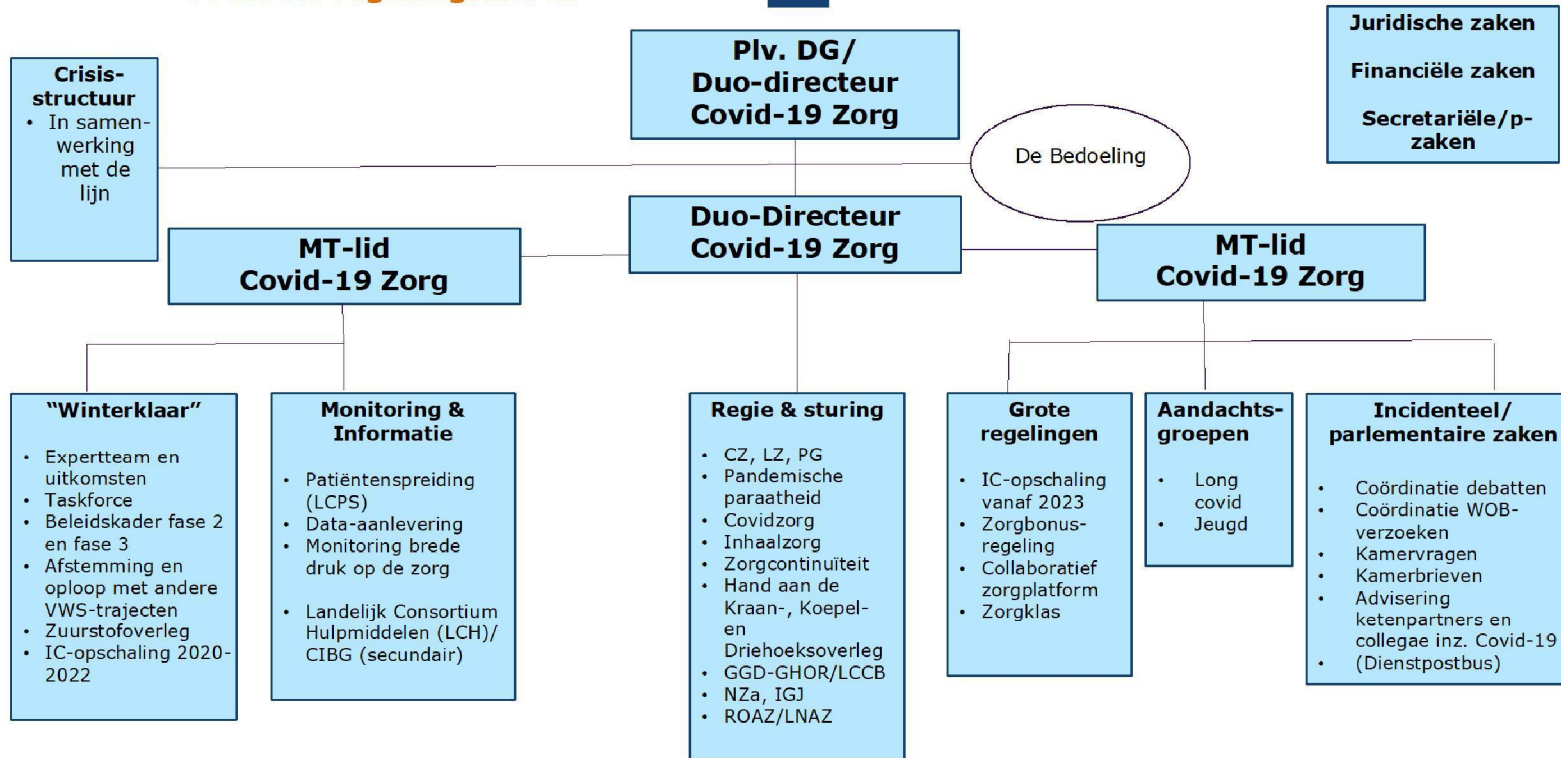 Juridische zaken
Financiële zaken
Secretariële/p-
zaken
Plv. DG/
Duo-directeur
Covid-19 Zorg
Crisis-
structuur
• In samen-
werking
met de
lijn
De Bedoeling
Duo-Directeur
Covid-19 Zorg
MT-lid
Covid-19 Zorg
MT-lid
Covid-19 Zorg
“Winterklaar”
• Expertteam en
uitkomsten
• Taskforce
• Beleidskader fase 2
en fase 3
• Afstemming en
oploop met andere
VWS-trajecten
• Zuurstofoverleg
• IC-opschaling 2020-
2022
Monitoring &
Informatie
• Patiëntenspreiding
(LCPS)
• Data-aanlevering
• Monitoring brede
druk op de zorg
• Landelijk Consortium
Hulpmiddelen (LCH)/
CIBG (secundair)
Regie & sturing
• CZ, LZ, PG
• Pandemische
paraatheid
• Covidzorg
• Inhaalzorg
• Zorgcontinuïteit
• Hand aan de
Kraan-, Koepel-
en
Driehoeksoverleg
• GGD-GHOR/LCCB
• NZa, IGJ
• ROAZ/LNAZ
Grote
regelingen
• IC-opschaling
vanaf 2023
• Zorgbonus-
regeling
• Collaboratief
zorgplatform
• Zorgklas
Aandachts-
groepen
• Long
covid
• Jeugd
Incidenteel/
parlementaire zaken
• Coördinatie debatten
• Coördinatie WOB-
verzoeken
• Kamervragen
• Kamerbrieven
• Advisering
ketenpartners en
collegae inz. Covid-19
• (Dienstpostbus)